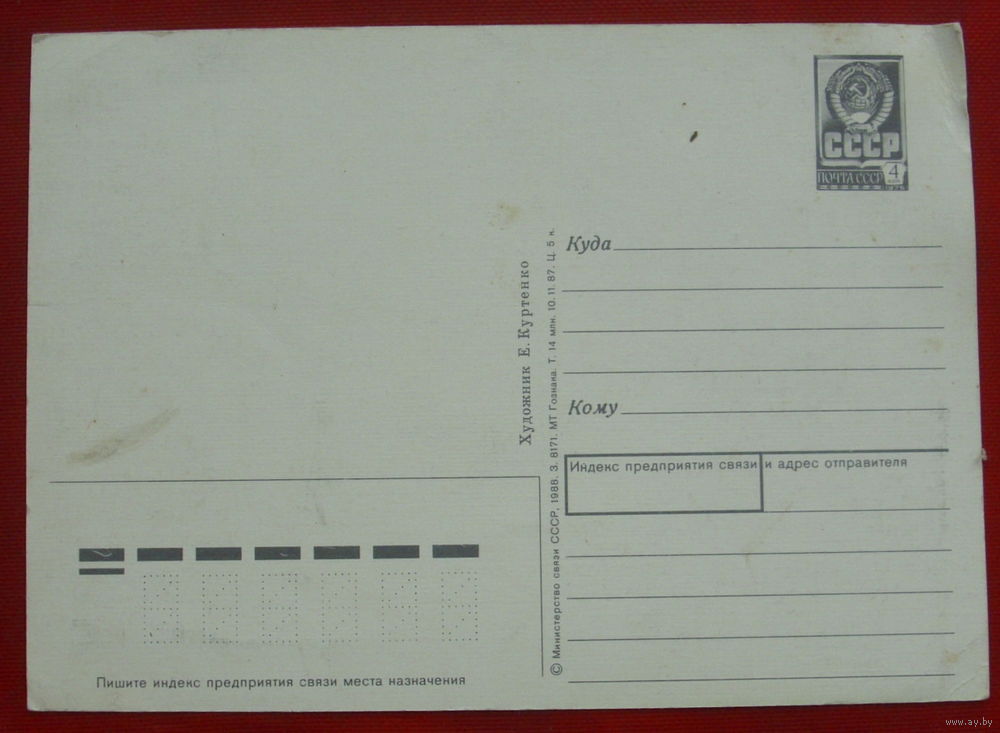 СССР
ПОЧТА СССР 4
Куда
Кому
Индекс предприятия связи и адрес отправителя
Художник Е. Куртенко
© Министерство связи СССР, 1988. З. 8171. МТ Гознака. Т. 14 млн. 10.11.87. Ц. 5 к.
Пишите индекс предприятия связи места назначения
www.ay.by